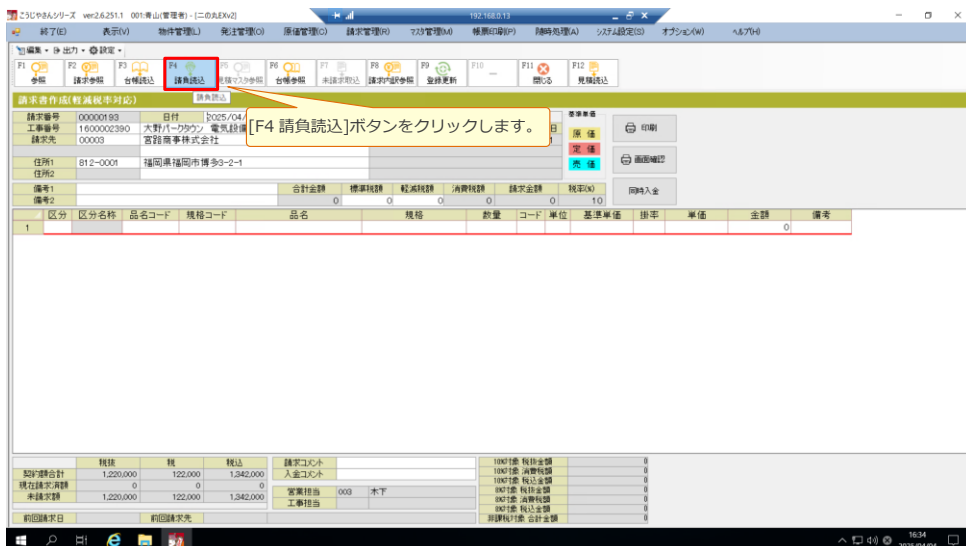 こうじやさんシリーズ ver:2.6.251.1 001:青山(管理者) - [二の丸EXv2]
192.168.0.13
終了(E) 表示(V) 物件管理(L) 発注管理(O) 原価管理(C) 請求管理(R) マスタ管理(M) 帳票印刷(P) 随時処理(A) システム設定(S) オプション(W) ヘルプ(H)
編集 出力 設定
F1 F2 F3 F4 F5 F6 F7 F8 F9 F10 F11 F12
参照 請求参照 台帳読込 請負読込 見積マスタ参照 台帳参照 未請求取込 請求内訳参照 登録更新 閉じる 見積読込
請負読込
請求書作成(軽減税率対応)
[F4 請負読込]ボタンをクリックします。
請求番号 00000193 日付 2025/04/
基準単価
工事番号 1600002390 大野パークタウン 電気設備
日
原 価
印刷
請求先 00003 宮路商事株式会社
定 価
住所1 812-0001 福岡県福岡市博多3-2-1
売 価
画面確認
住所2
備考1 合計金額 標準税額 軽減税額 消費税額 請求金額 税率(%)
同時入金
備考2 0 0 0 0 0 10
区分 区分名称 品名コード 規格コード 品名 規格 数量 コード 単位 基準単価 掛率 単価 金額 備考
1 0
税抜 税 税込
契約額合計 1,220,000 122,000 1,342,000
現在請求済額 0 0 0
未請求額 1,220,000 122,000 1,342,000
前回請求日 前回請求先
請求コメント
入金コメント
営業担当 003 木下
工事担当
10%対象 税抜金額 0
10%対象 消費税額 0
10%対象 税込金額 0
8%対象 税抜金額 0
8%対象 消費税額 0
8%対象 税込金額 0
非課税対象 合計金額 0
16:34
2025/04/04